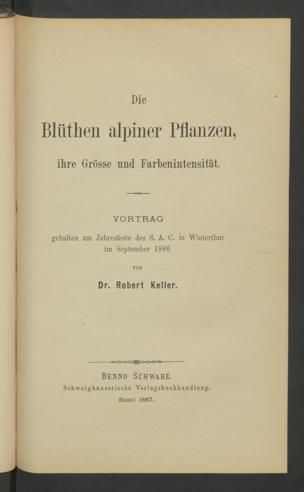 Die
Blüthen alpiner Pflanzen,
ihre Grösse und Farbenintensität.
VORTRAG
gehalten am Jahresfeste des S. A. C. in Winterthur
im September 1886
von
Dr. Robert Keller.
BENNO SCHWABE.
Schweighauserische Verlagsbuchhandlung.
Basel 1887.